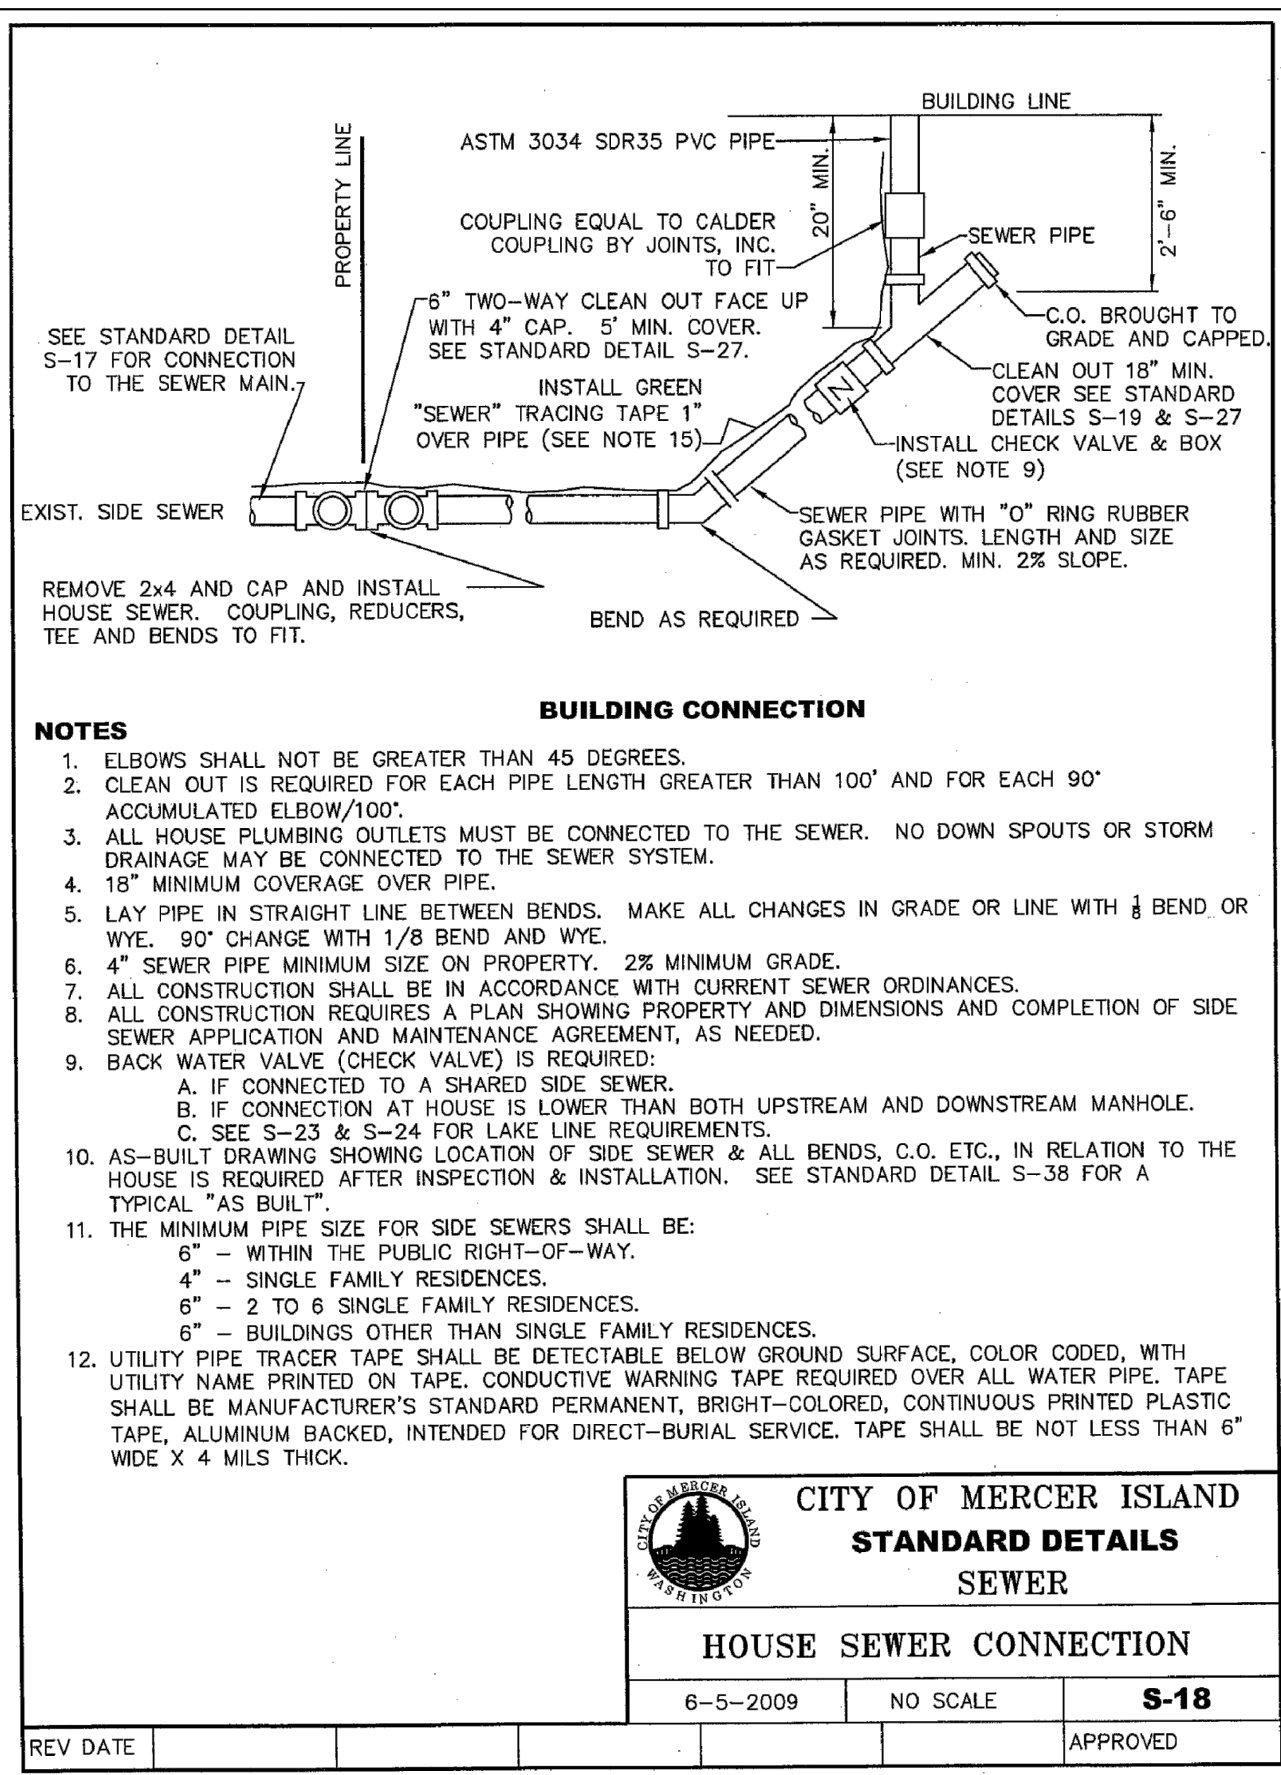 BUILDING LINE
PROPERTY LINE
ASTM 3034 SDR35 PVC PIPE
20" MIN.
2'-6" MIN.
COUPLING EQUAL TO CALDER
COUPLING BY JOINTS, INC.
TO FIT
SEWER PIPE
6" TWO-WAY CLEAN OUT FACE UP
WITH 4" CAP. 5' MIN. COVER.
SEE STANDARD DETAIL S-27.
C.O. BROUGHT TO
GRADE AND CAPPED.
SEE STANDARD DETAIL
S-17 FOR CONNECTION
TO THE SEWER MAIN.
CLEAN OUT 18" MIN.
COVER SEE STANDARD
DETAILS S-19 & S-27
INSTALL GREEN
"SEWER" TRACING TAPE 1"
OVER PIPE (SEE NOTE 15)
N
INSTALL CHECK VALVE & BOX
(SEE NOTE 9)
EXIST. SIDE SEWER
SEWER PIPE WITH "O" RING RUBBER
GASKET JOINTS. LENGTH AND SIZE
AS REQUIRED. MIN. 2% SLOPE.
REMOVE 2x4 AND CAP AND INSTALL
HOUSE SEWER. COUPLING, REDUCERS,
TEE AND BENDS TO FIT.
BEND AS REQUIRED
BUILDING CONNECTION
NOTES
1. ELBOWS SHALL NOT BE GREATER THAN 45 DEGREES.
2. CLEAN OUT IS REQUIRED FOR EACH PIPE LENGTH GREATER THAN 100' AND FOR EACH 90°
ACCUMULATED ELBOW/100°.
3. ALL HOUSE PLUMBING OUTLETS MUST BE CONNECTED TO THE SEWER. NO DOWN SPOUTS OR STORM
DRAINAGE MAY BE CONNECTED TO THE SEWER SYSTEM.
4. 18" MINIMUM COVERAGE OVER PIPE.
5. LAY PIPE IN STRAIGHT LINE BETWEEN BENDS. MAKE ALL CHANGES IN GRADE OR LINE WITH 1/8 BEND OR
WYE. 90° CHANGE WITH 1/8 BEND AND WYE.
6. 4" SEWER PIPE MINIMUM SIZE ON PROPERTY. 2% MINIMUM GRADE.
7. ALL CONSTRUCTION SHALL BE IN ACCORDANCE WITH CURRENT SEWER ORDINANCES.
8. ALL CONSTRUCTION REQUIRES A PLAN SHOWING PROPERTY AND DIMENSIONS AND COMPLETION OF SIDE
SEWER APPLICATION AND MAINTENANCE AGREEMENT, AS NEEDED.
9. BACK WATER VALVE (CHECK VALVE) IS REQUIRED:
A. IF CONNECTED TO A SHARED SIDE SEWER.
B. IF CONNECTION AT HOUSE IS LOWER THAN BOTH UPSTREAM AND DOWNSTREAM MANHOLE.
C. SEE S-23 & S-24 FOR LAKE LINE REQUIREMENTS.
10. AS-BUILT DRAWING SHOWING LOCATION OF SIDE SEWER & ALL BENDS, C.O. ETC., IN RELATION TO THE
HOUSE IS REQUIRED AFTER INSPECTION & INSTALLATION. SEE STANDARD DETAIL S-38 FOR A
TYPICAL "AS BUILT".
11. THE MINIMUM PIPE SIZE FOR SIDE SEWERS SHALL BE:
6" - WITHIN THE PUBLIC RIGHT-OF-WAY.
4" - SINGLE FAMILY RESIDENCES.
6" - 2 TO 6 SINGLE FAMILY RESIDENCES.
6" - BUILDINGS OTHER THAN SINGLE FAMILY RESIDENCES.
12. UTILITY PIPE TRACER TAPE SHALL BE DETECTABLE BELOW GROUND SURFACE, COLOR CODED, WITH
UTILITY NAME PRINTED ON TAPE. CONDUCTIVE WARNING TAPE REQUIRED OVER ALL WATER PIPE. TAPE
SHALL BE MANUFACTURER'S STANDARD PERMANENT, BRIGHT-COLORED, CONTINUOUS PRINTED PLASTIC
TAPE, ALUMINUM BACKED, INTENDED FOR DIRECT-BURIAL SERVICE. TAPE SHALL BE NOT LESS THAN 6"
WIDE X 4 MILS THICK.
CITY OF MERCER ISLAND
WASHINGTON
CITY OF MERCER ISLAND
STANDARD DETAILS
SEWER
HOUSE SEWER CONNECTION
6-5-2009
NO SCALE
S-18
REV DATE
APPROVED